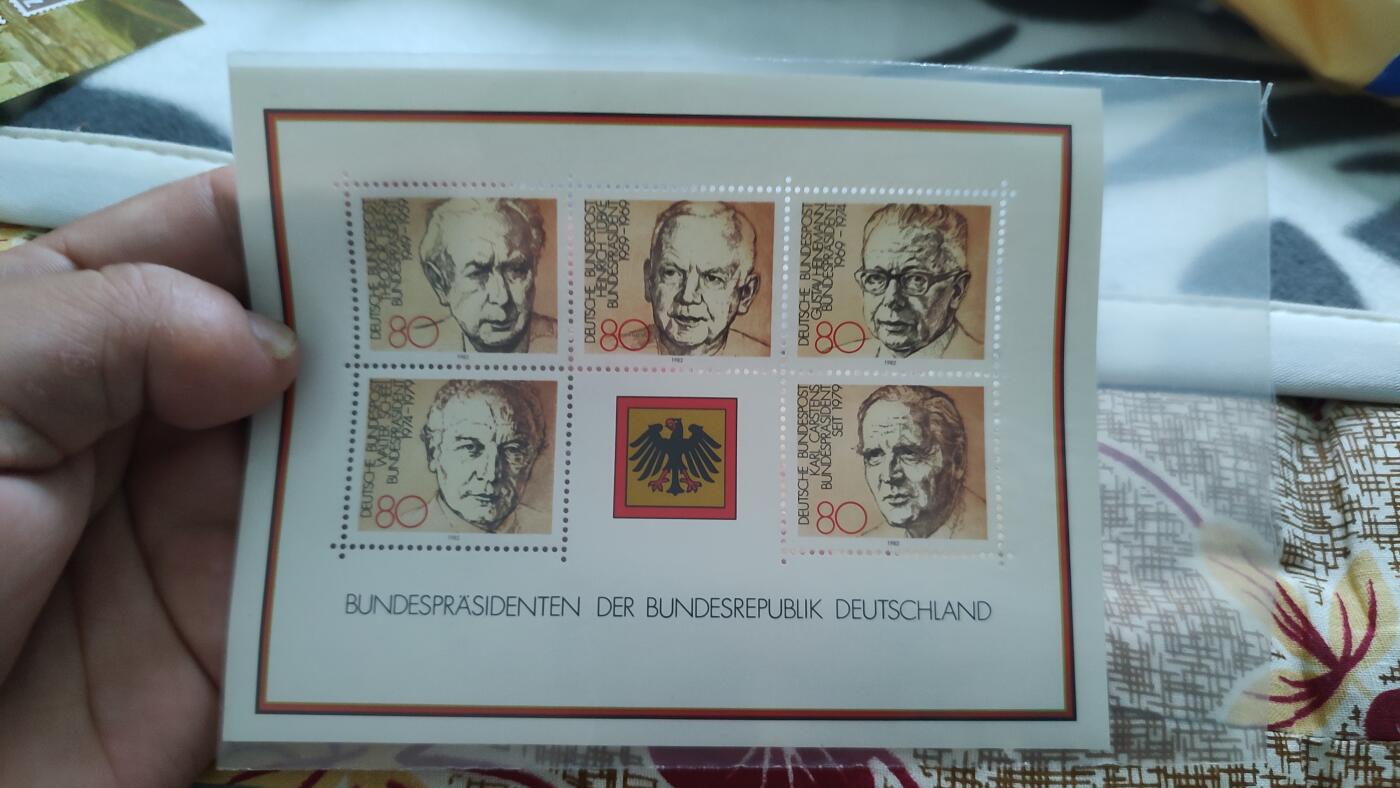 DEUTSCHE BUNDESPOST
THEODOR HEUSS
BUNDESPRÄSIDENT
1949-1959
80
1982
DEUTSCHE BUNDESPOST
HEINRICH LÜBKE
BUNDESPRÄSIDENT
1959-1969
80
1982
DEUTSCHE BUNDESPOST
GUSTAV HEINEMANN
BUNDESPRÄSIDENT
1969-1974
80
1982
DEUTSCHE BUNDESPOST
WALTER SCHEEL
BUNDESPRÄSIDENT
1974-1979
80
1982
DEUTSCHE BUNDESPOST
KARL CARSTENS
BUNDESPRÄSIDENT
SEIT 1979
80
1982
BUNDESPRÄSIDENTEN DER BUNDESREPUBLIK DEUTSCHLAND